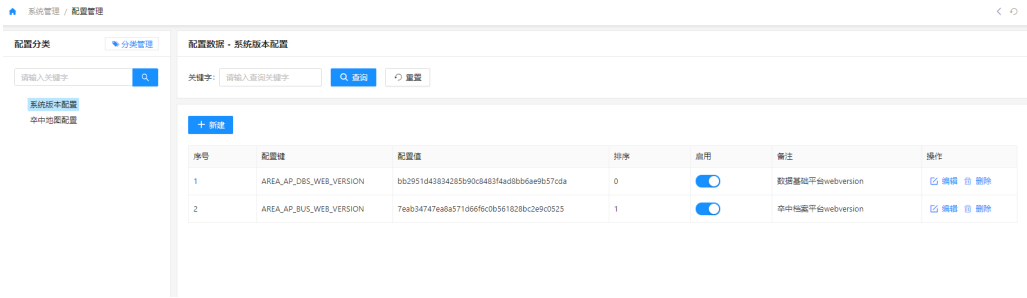 系统管理 / 配置管理
配置分类
分类管理
请输入关键字
系统版本配置
卒中地图配置
配置数据 - 系统版本配置
关键字: 请输入查询关键字 查询 重置
新建
序号 配置键 配置值 排序 启用 备注 操作
1 AREA_AP_DBS_WEB_VERSION bb2951d43834285b90c8483f4ad8bb6ae9b57cda 0 数据基础平台webversion 编辑 删除
2 AREA_AP_BUS_WEB_VERSION 7eab34747ea8a571d66f6c0b561828bc2e9c0525 1 卒中档案平台webversion 编辑 删除